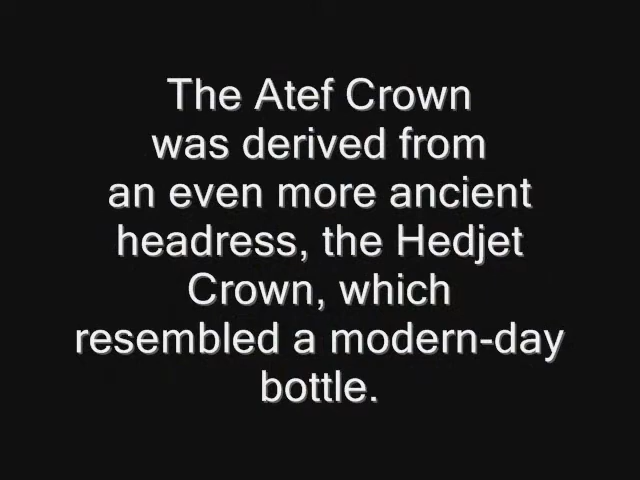 The Atef Crown
was derived from
an even more ancient
headress, the Hedjet
Crown, which
resembled a modern-day
bottle.